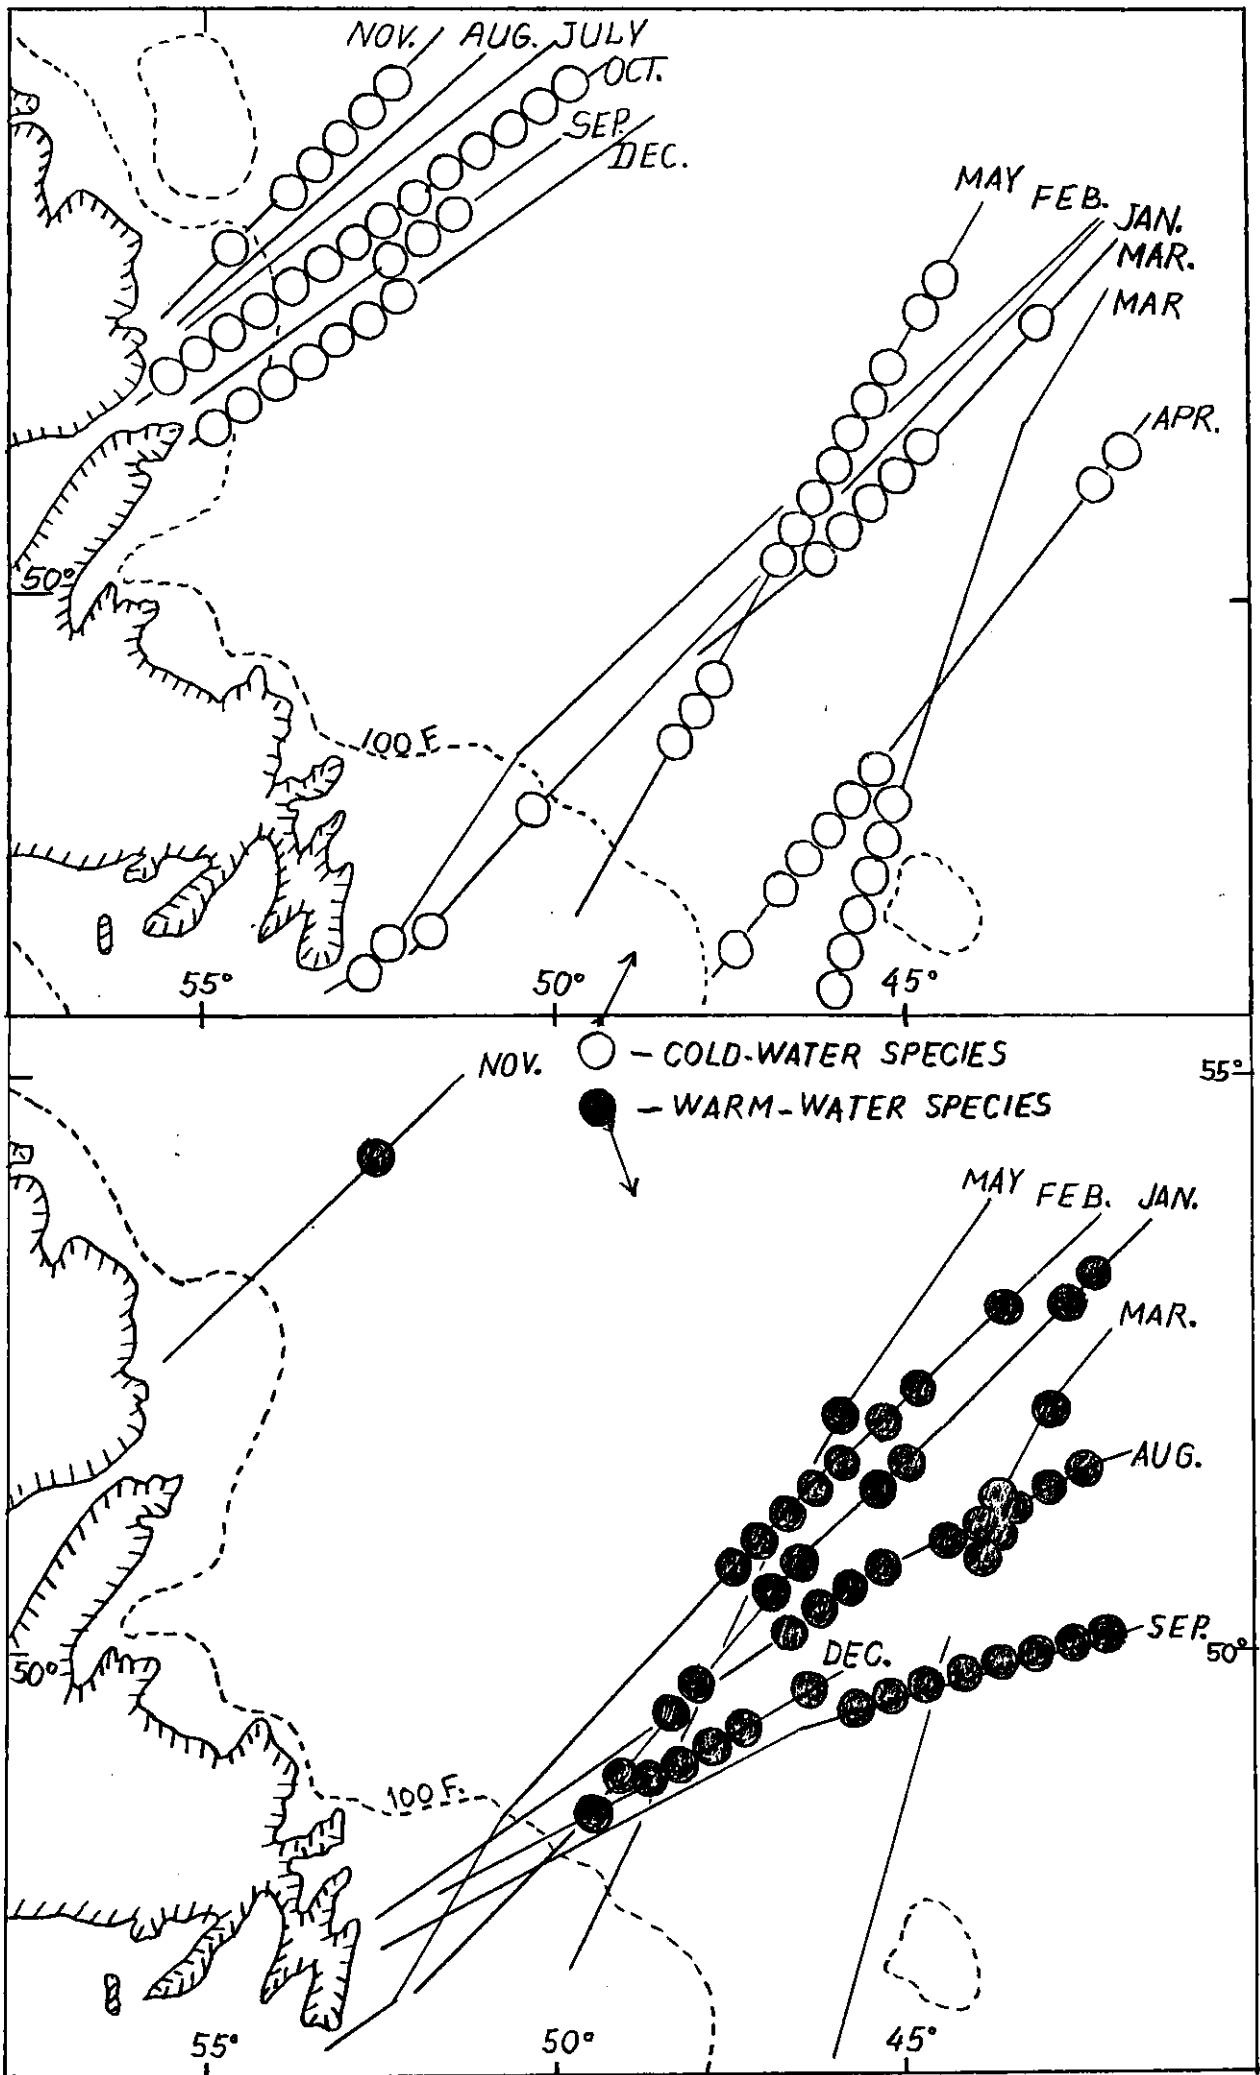 NOV. AUG. JULY
OCT.
SEP.
DEC.
MAY FEB. JAN.
MAR.
MAR
APR.
50°
100 F.
55° 50° 45°
NOV. - COLD-WATER SPECIES 55°
- WARM-WATER SPECIES
MAY FEB. JAN.
MAR.
AUG.
SEP.
DEC.
50° 50°
100 F.
55° 50° 45°